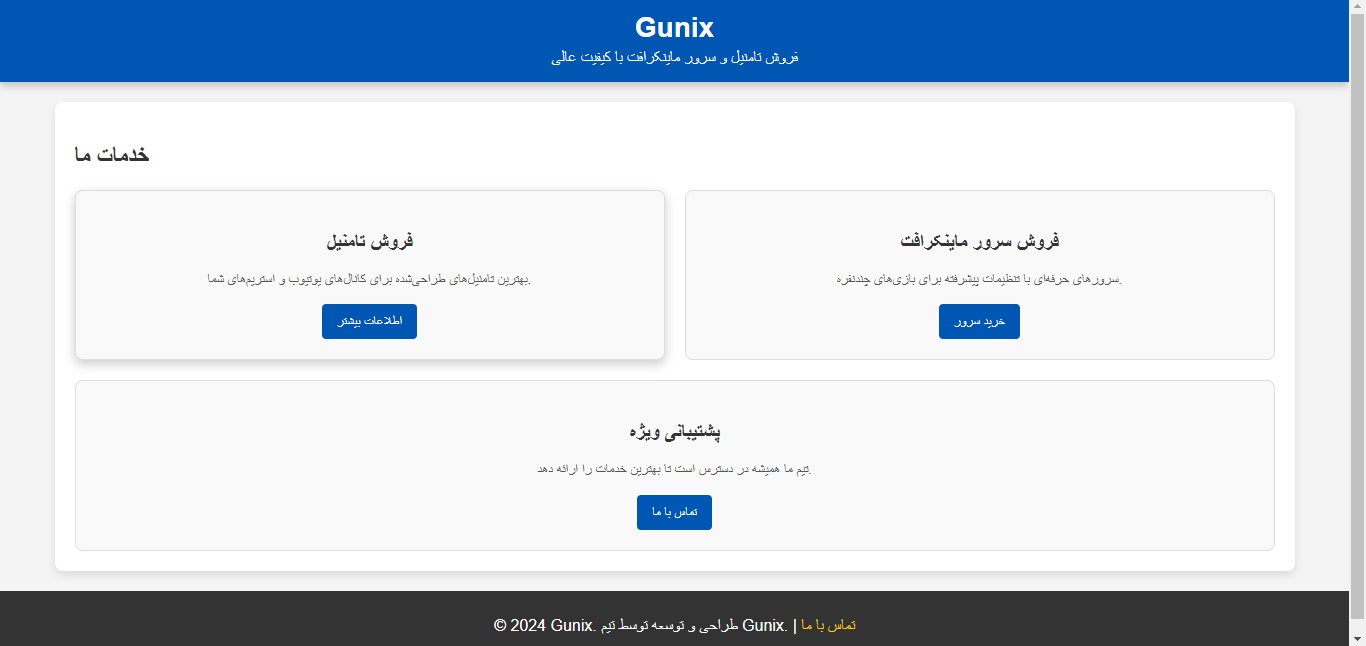 Gunix
فروش تامنیل و سرور ماینکرافت با کیفیت عالی
خدمات ما
فروش تامنیل
بهترین تامنیل‌های طراحی‌شده برای کانال‌های یوتیوب و استریم‌های شما.
اطلاعات بیشتر
فروش سرور ماینکرافت
سرورهای حرفه‌ای با تنظیمات پیشرفته برای بازی‌های چندنفره.
خرید سرور
پشتیبانی ویژه
تیم ما همیشه در دسترس است تا بهترین خدمات را ارائه دهد.
تماس با ما
© 2024 Gunix. طراحی و توسعه توسط تیم Gunix. | تماس با ما